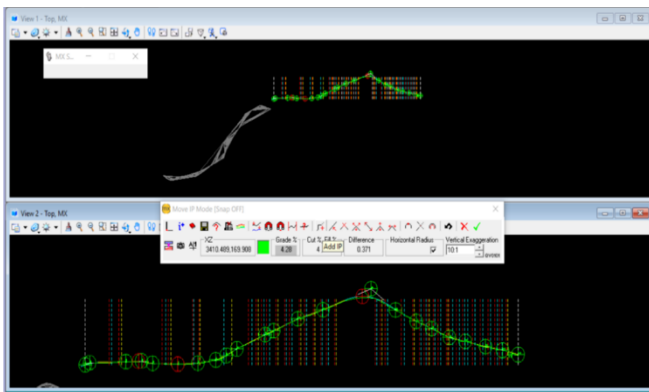 View 1 - Top, MX
MX S...
View 2 - Top, MX
Move IP Mode [Snap OFF]
XZ
Grade %
Cut %, Fill %
Difference
Horizontal Radius
Vertical Exaggeration
3410.489,169.908
4.28
4
Add IP
0.371
10:1